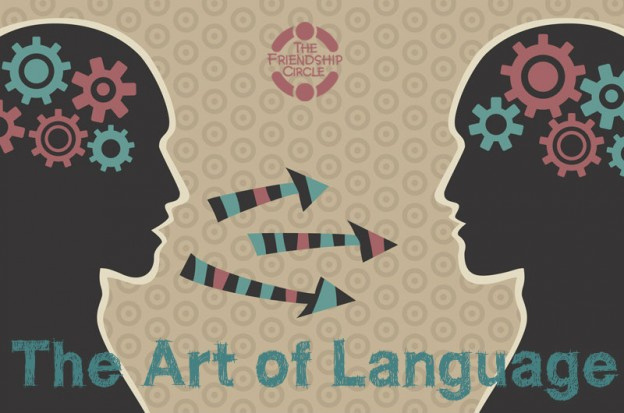 THE
FRIENDSHIP
CIRCLE
The Art of Language